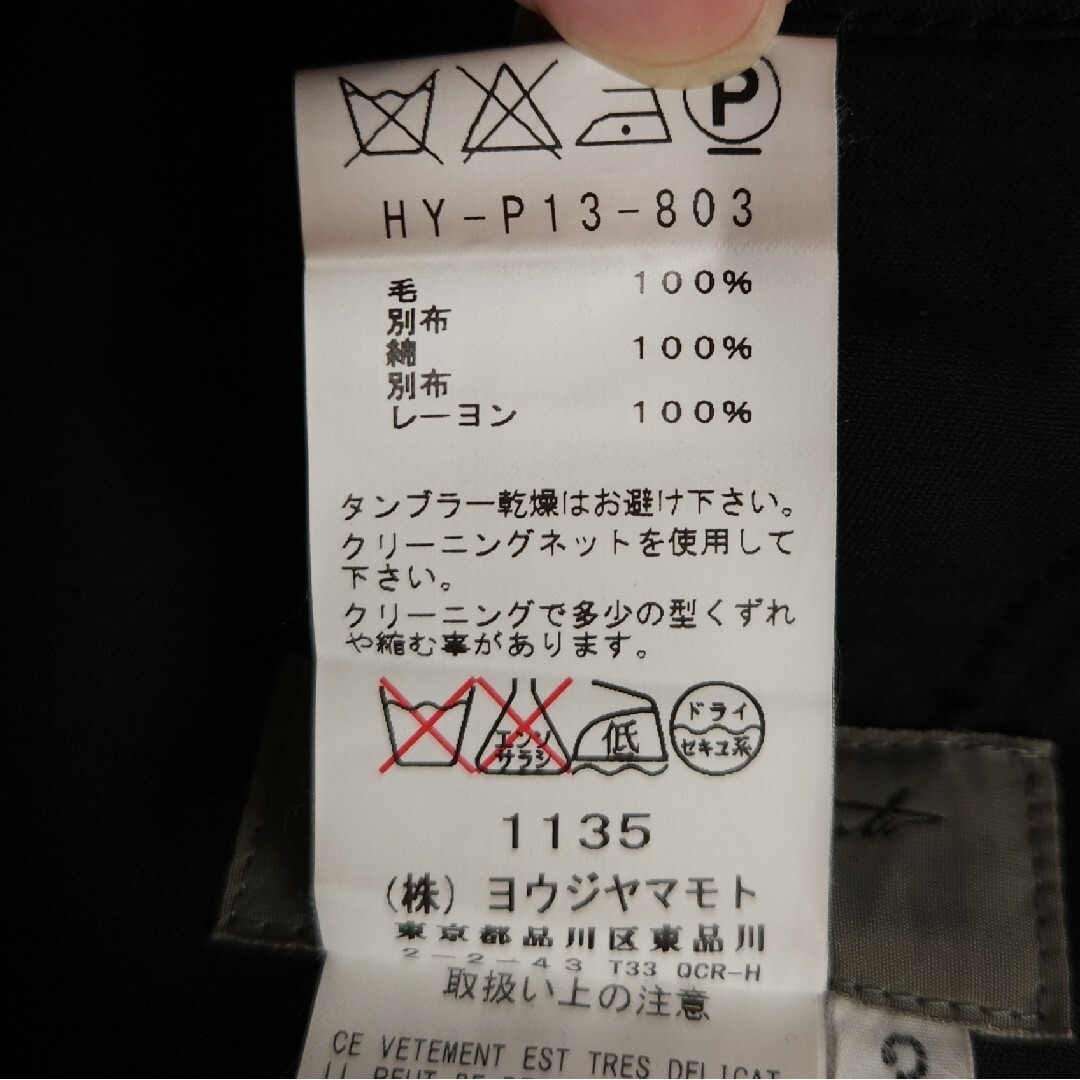 P
HY-P13-803
毛 100%
別布
綿 100%
別布
レーヨン 100%
タンブラー乾燥はお避け下さい。
クリーニングネットを使用して
下さい。
クリーニングで多少の型くずれ
や縮む事があります。
エンソ
サラシ
低
ドライ
セキユ系
1135
(株) ヨウジヤマモト
東京都品川区東品川
2-2-43 T33 QCR-H
取扱い上の注意
CE VETEMENT EST TRES DELICAT